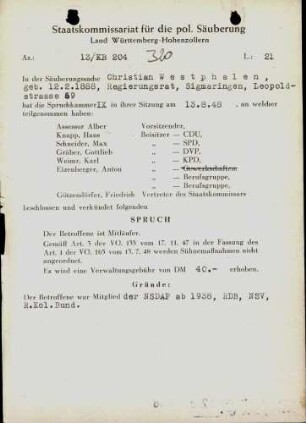 Staatskommissariat für die pol. Säuberung
Land Württemberg-Hohenzollern
Az.: 13/KB 204 320 L.: 21
In der Säuberungssache Christian Westphalen,
geb. 12.2.1888, Regierungsrat, Sigmaringen, Leopold-
strasse 69
hat die Spruchkammer IX in ihrer Sitzung am 13.8.48. an welcher
teilgenommen haben:
Assessor Alber Vorsitzender,
Knapp, Hans Beisitzer — CDU,
Schneider, Max „ — SPD,
Gräber, Gottlieb „ — DVP,
Weimz, Karl „ — KPD,
Eizenberger, Anton „ — Gewerkschaften
„ — Berufsgruppe,
„ — Berufsgruppe,
Götzendörfer, Friedrich Vertreter des Staatskommissars
beschlossen und verkündet folgenden
SPRUCH
Der Betroffene ist Mitläufer.
Gemäß Art. 3 der VO. 133 vom 17. 11. 47 in der Fassung des
Art. 1 der VO. 165 vom 13. 7. 48 werden Sühnemaßnahmen nicht
angeordnet.
Es wird eine Verwaltungsgebühr von DM 40.- erhoben.
Gründe:
Der Betroffene war Mitglied der NSDAP ab 1938, RDB, NSV,
R.Kol.Bund.